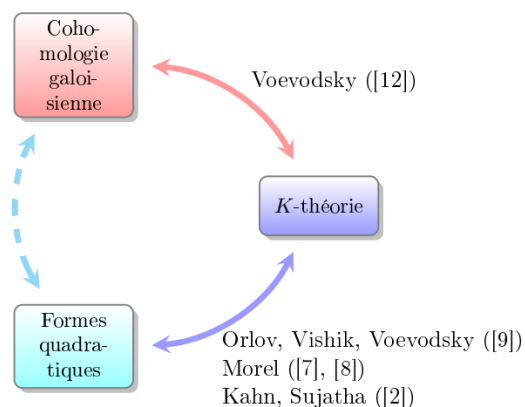 Coho-
mologie
galoi-
sienne
Voevodsky ([12])
K-théorie
Formes
quadra-
tiques
Orlov, Vishik, Voevodsky ([9])
Morel ([7], [8])
Kahn, Sujatha ([2])